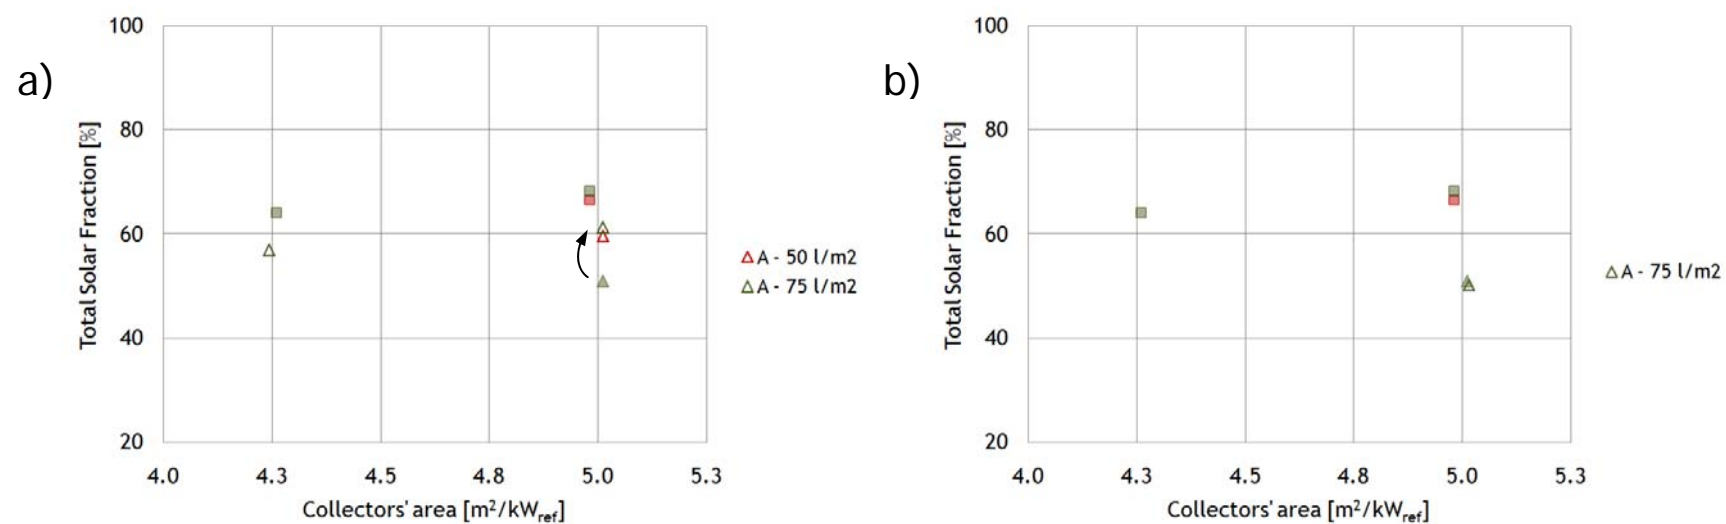 a)
Total Solar Fraction [%]
100
80
60
40
20
4.0 4.3 4.5 4.8 5.0 5.3
Collectors' area [m²/kWref]
A - 50 l/m2
A - 75 l/m2
b)
Total Solar Fraction [%]
100
80
60
40
20
4.0 4.3 4.5 4.8 5.0 5.3
Collectors' area [m²/kWref]
A - 75 l/m2